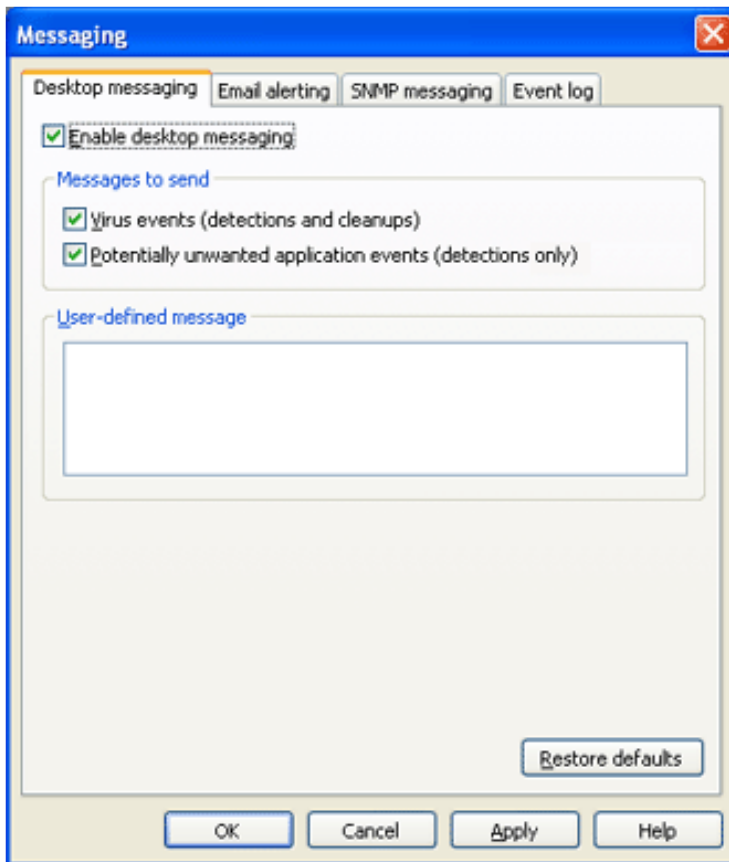 Messaging
Desktop messaging Email alerting SNMP messaging Event log
Enable desktop messaging
Messages to send
Virus events (detections and cleanups)
Potentially unwanted application events (detections only)
User-defined message
Restore defaults
OK Cancel Apply Help